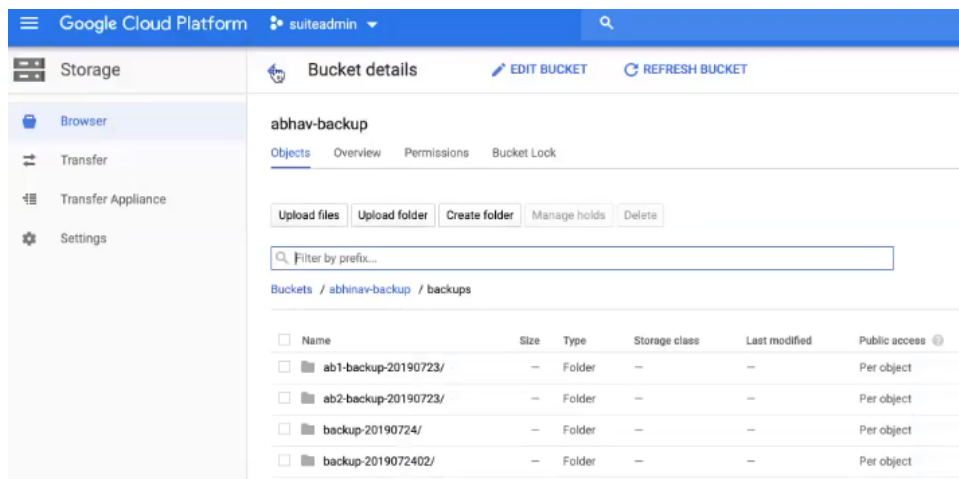 Google Cloud Platform suiteadmin
Storage Bucket details EDIT BUCKET REFRESH BUCKET
Browser
Transfer
Transfer Appliance
Settings
abhav-backup
Objects Overview Permissions Bucket Lock
Upload files Upload folder Create folder Manage holds Delete
Filter by prefix...
Buckets / abhinav-backup / backups
Name Size Type Storage class Last modified Public access
ab1-backup-20190723/ — Folder — — Per object
ab2-backup-20190723/ — Folder — — Per object
backup-20190724/ — Folder — — Per object
backup-2019072402/ — Folder — — Per object